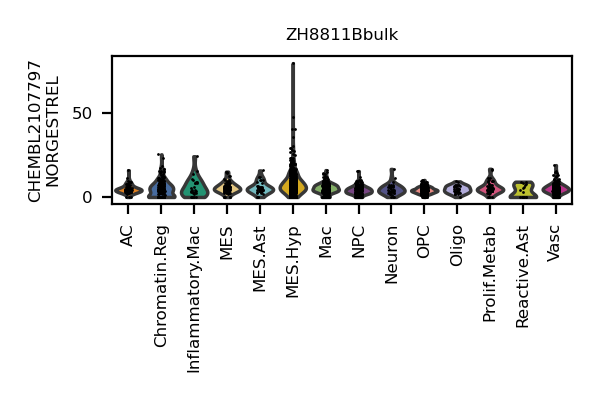 ZH8811Bbulk
CHEMBL2107797
NORGESTREL
50
0
AC
Chromatin.Reg
Inflammatory.Mac
MES
MES.Ast
MES.Hyp
Mac
NPC
Neuron
OPC
Oligo
Prolif.Metab
Reactive.Ast
Vasc